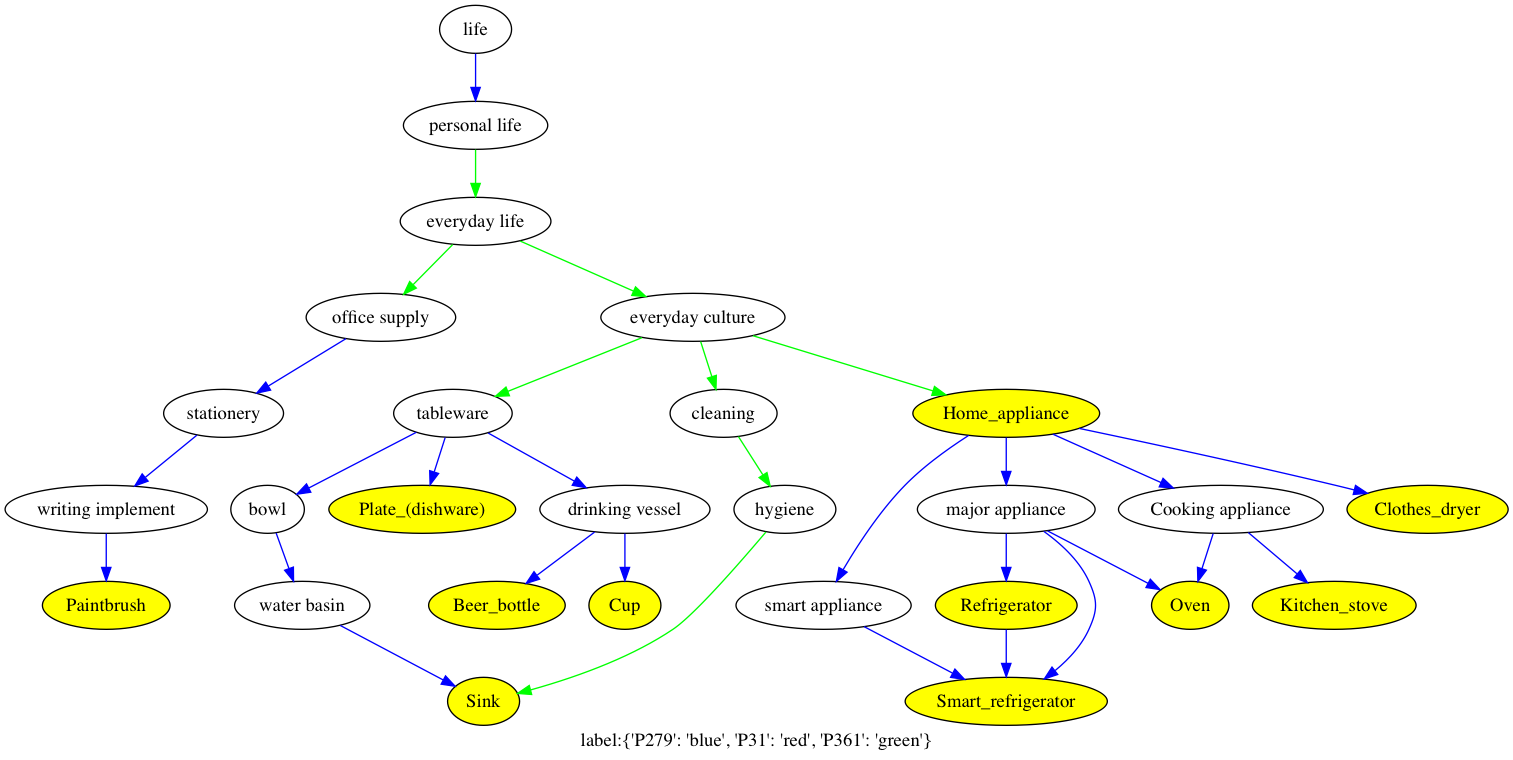 life
personal life
everyday life
office supply
everyday culture
stationery
tableware
cleaning
Home_appliance
writing implement
bowl
Plate_(dishware)
drinking vessel
hygiene
major appliance
Cooking appliance
Clothes_dryer
Paintbrush
water basin
Beer_bottle
Cup
smart appliance
Refrigerator
Oven
Kitchen_stove
Sink
Smart_refrigerator
label:{'P279': 'blue', 'P31': 'red', 'P361': 'green'}